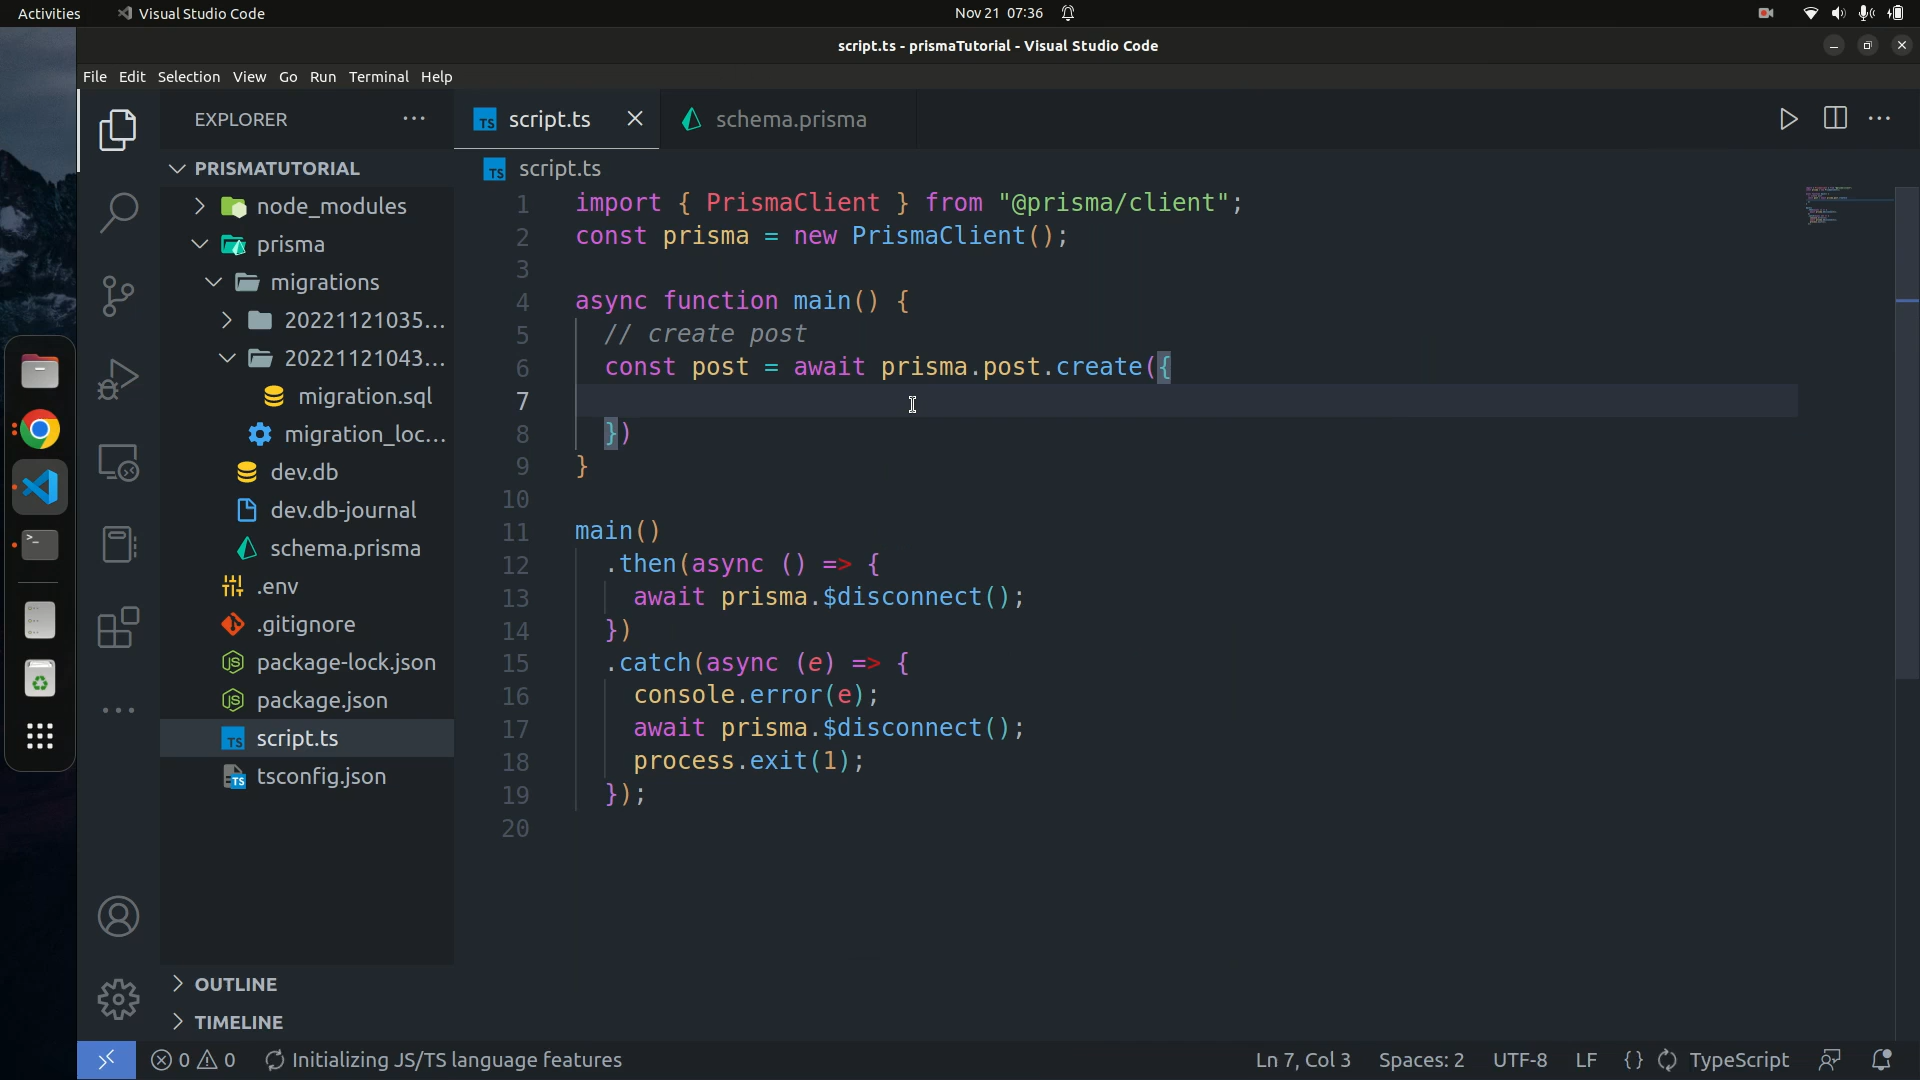 Activities Visual Studio Code Nov 21 07:36
script.ts - prismaTutorial - Visual Studio Code
File Edit Selection View Go Run Terminal Help
EXPLORER ··· TS script.ts schema.prisma ···
PRISMATUTORIAL
TS script.ts
node_modules
prisma
migrations
20221121035...
20221121043...
migration.sql
migration_loc...
dev.db
dev.db-journal
schema.prisma
.env
.gitignore
package-lock.json
package.json
TS script.ts
TS tsconfig.json
OUTLINE
TIMELINE
1 import { PrismaClient } from "@prisma/client";
2 const prisma = new PrismaClient();
3
4 async function main() {
5 // create post
6 const post = await prisma.post.create({
7
8 })
9 }
10
11 main()
12 .then(async () => {
13 await prisma.$disconnect();
14 })
15 .catch(async (e) => {
16 console.error(e);
17 await prisma.$disconnect();
18 process.exit(1);
19 });
20
0 0 Initializing JS/TS language features Ln 7, Col 3 Spaces: 2 UTF-8 LF {} TypeScript